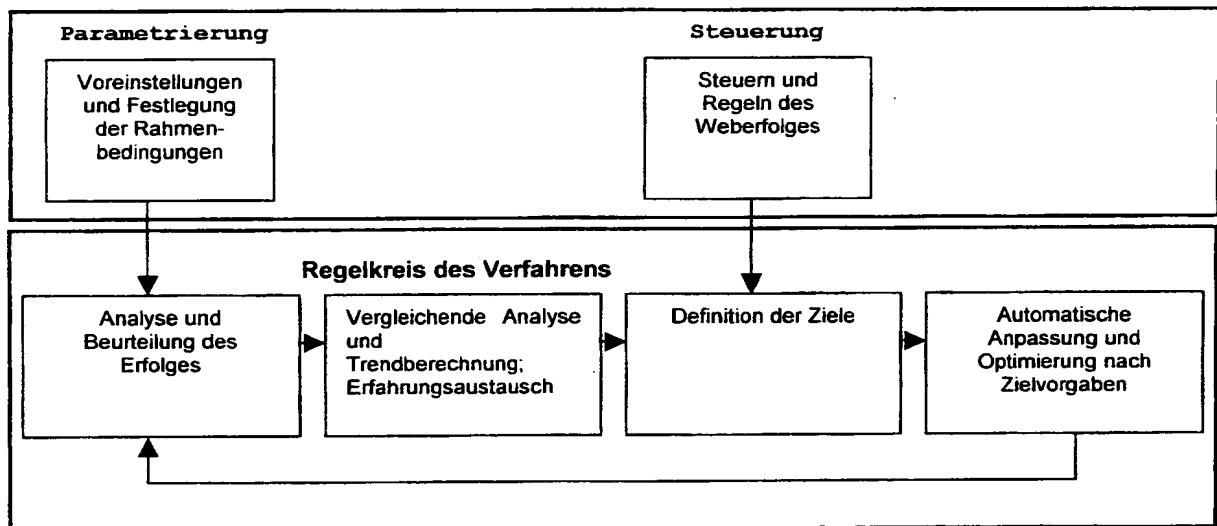 Parametrierung
Steuerung
Voreinstellungen
und Festlegung
der Rahmen-
bedingungen
Steuern und
Regeln des
Weberfolges
Regelkreis des Verfahrens
Analyse und
Beurteilung des
Erfolges
Vergleichende Analyse
und
Trendberechnung;
Erfahrungsaustausch
Definition der Ziele
Automatische
Anpassung und
Optimierung nach
Zielvorgaben